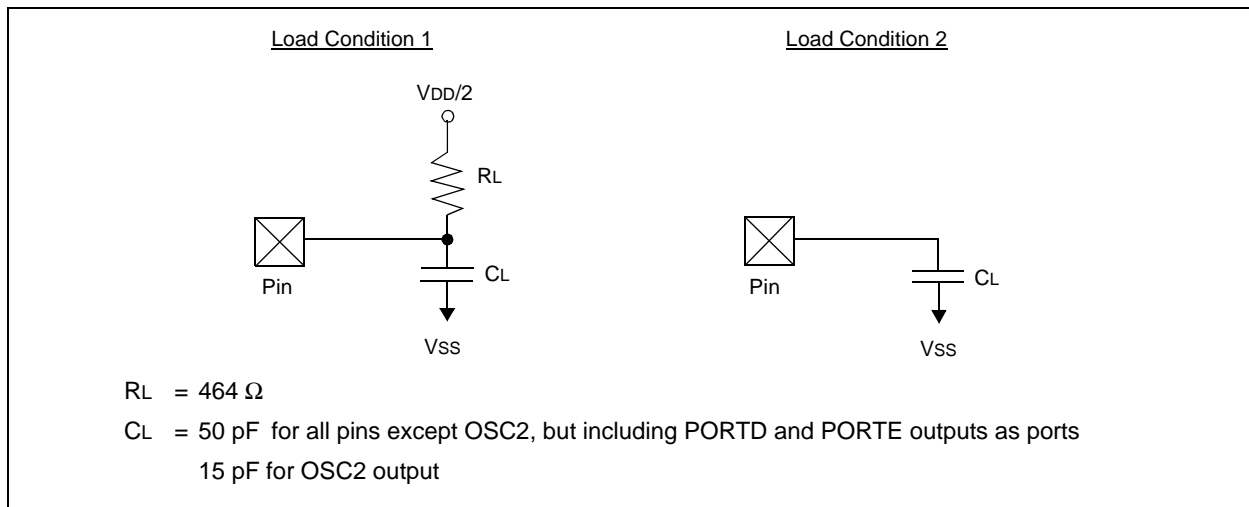 Load Condition 1
Load Condition 2
VDD/2
RL
Pin
CL
VSS
Pin
CL
VSS
RL = 464 Ω
CL = 50 pF for all pins except OSC2, but including PORTD and PORTE outputs as ports
15 pF for OSC2 output